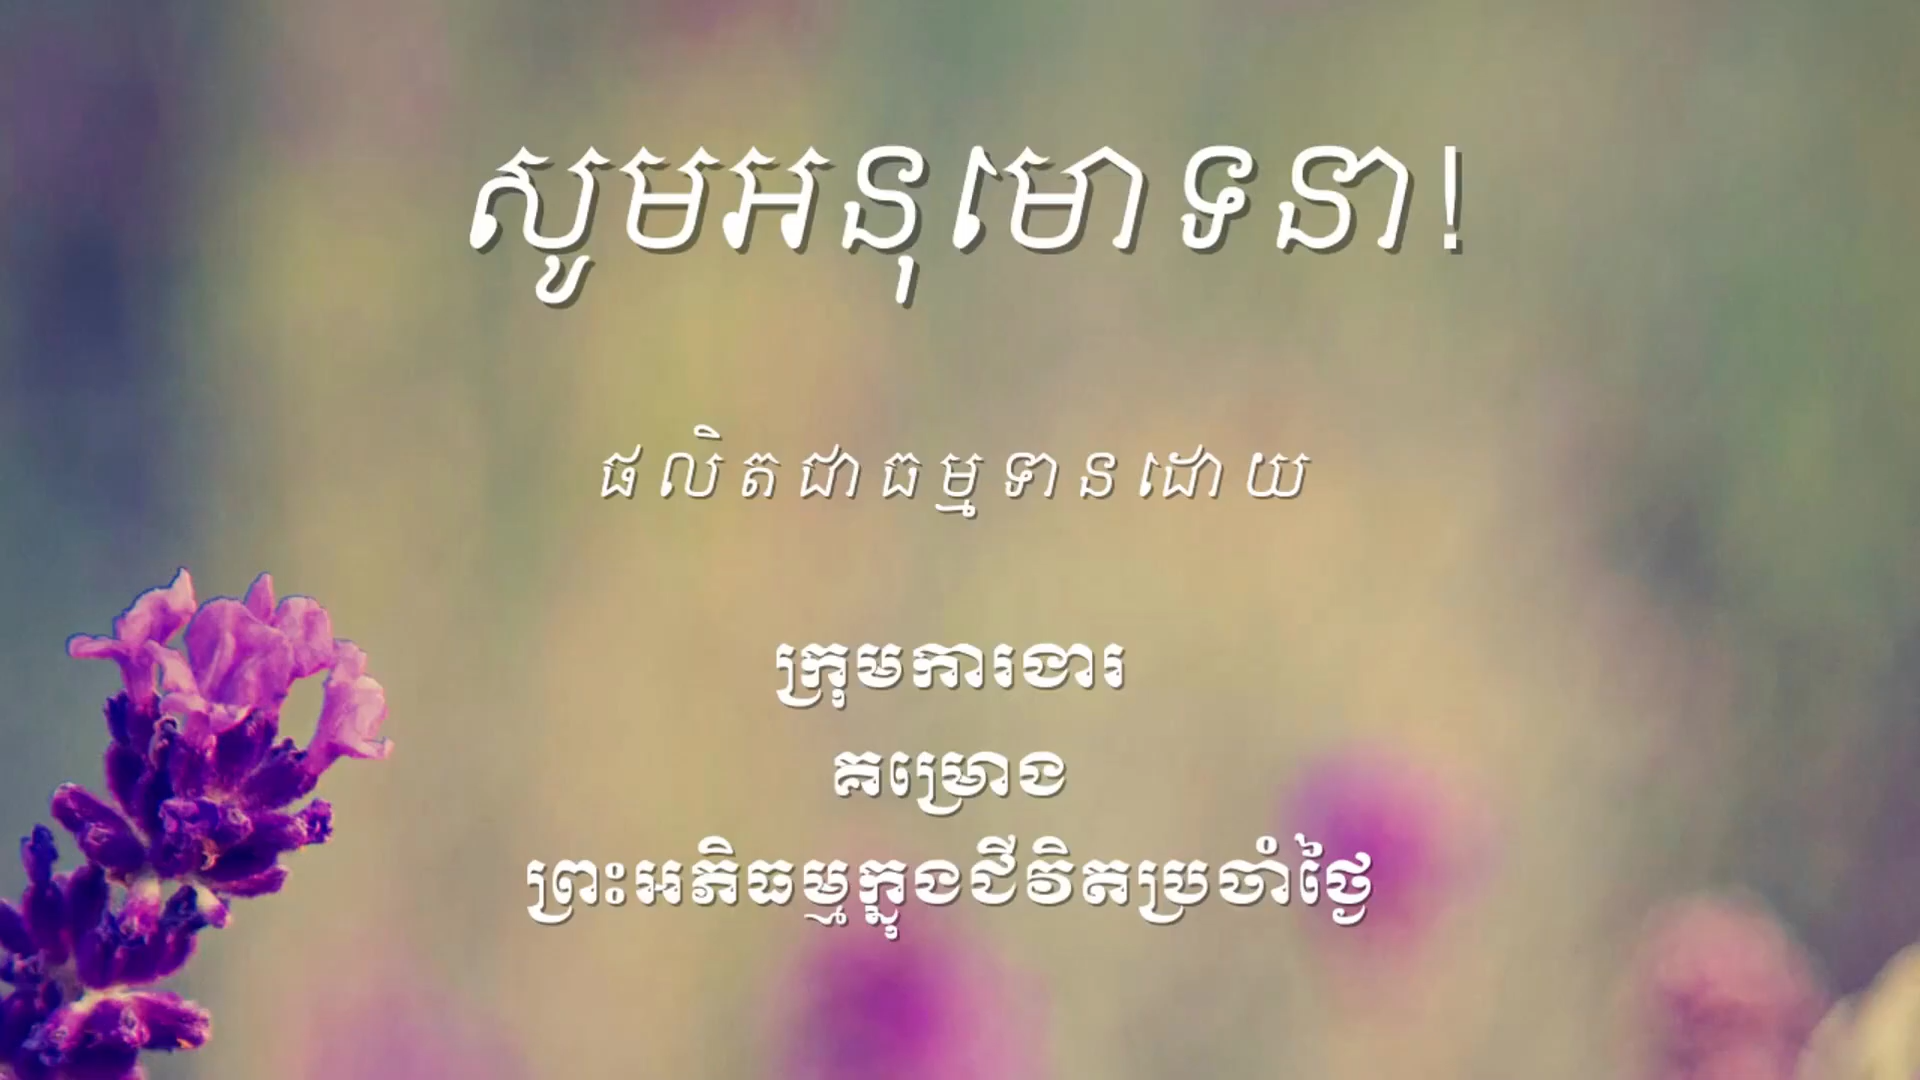 សូមអនុមោទនា!
ផលិតជាធម្មទានដោយ
ក្រុមការងារ
គម្រោង
ព្រះអភិធម្មក្នុងជីវិតប្រចាំថ្ងៃ